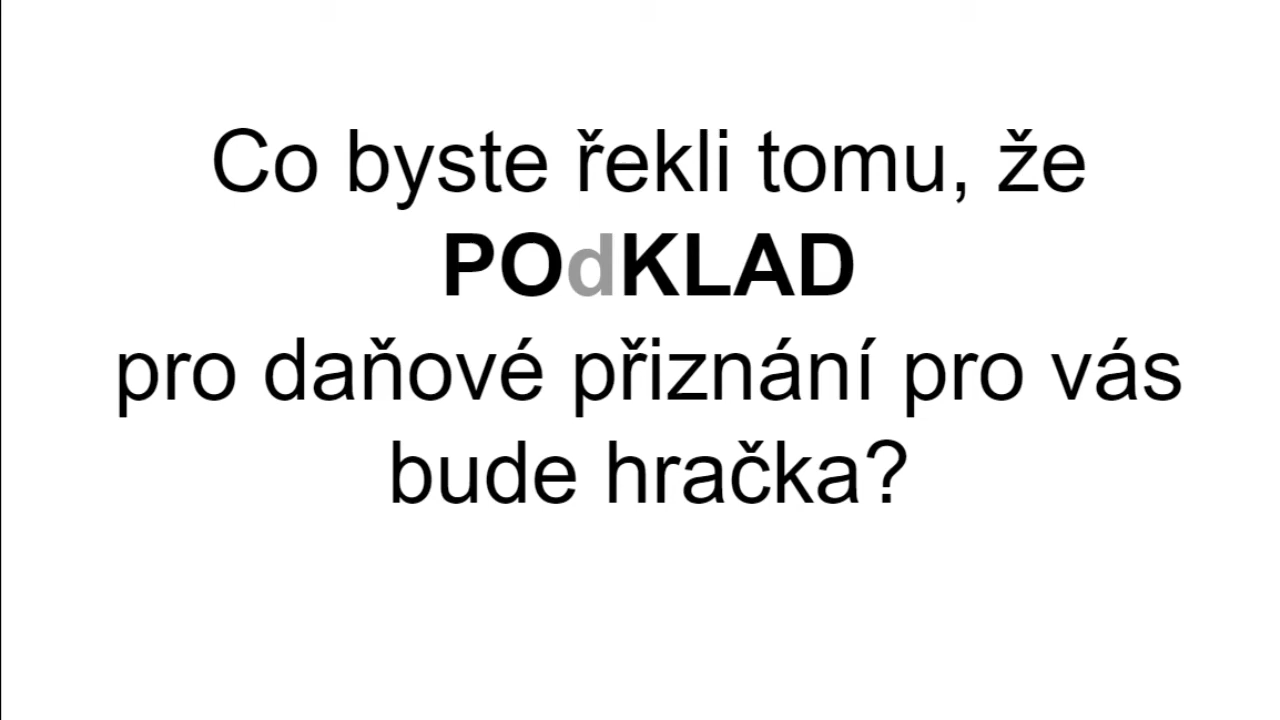 Co byste řekli tomu, že
POdKLAD
pro daňové přiznání pro vás
bude hračka?